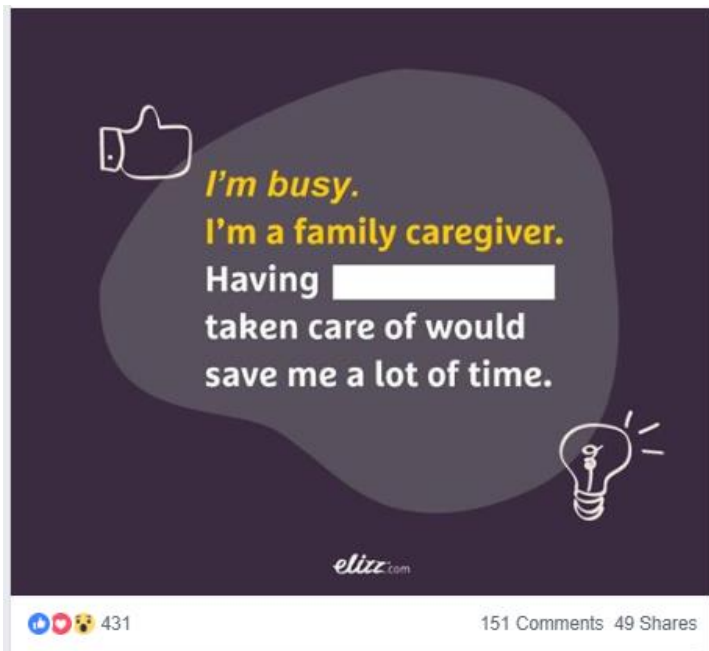 I'm busy.
I'm a family caregiver.
Having
taken care of would
save me a lot of time.
elizz.com
431 151 Comments 49 Shares